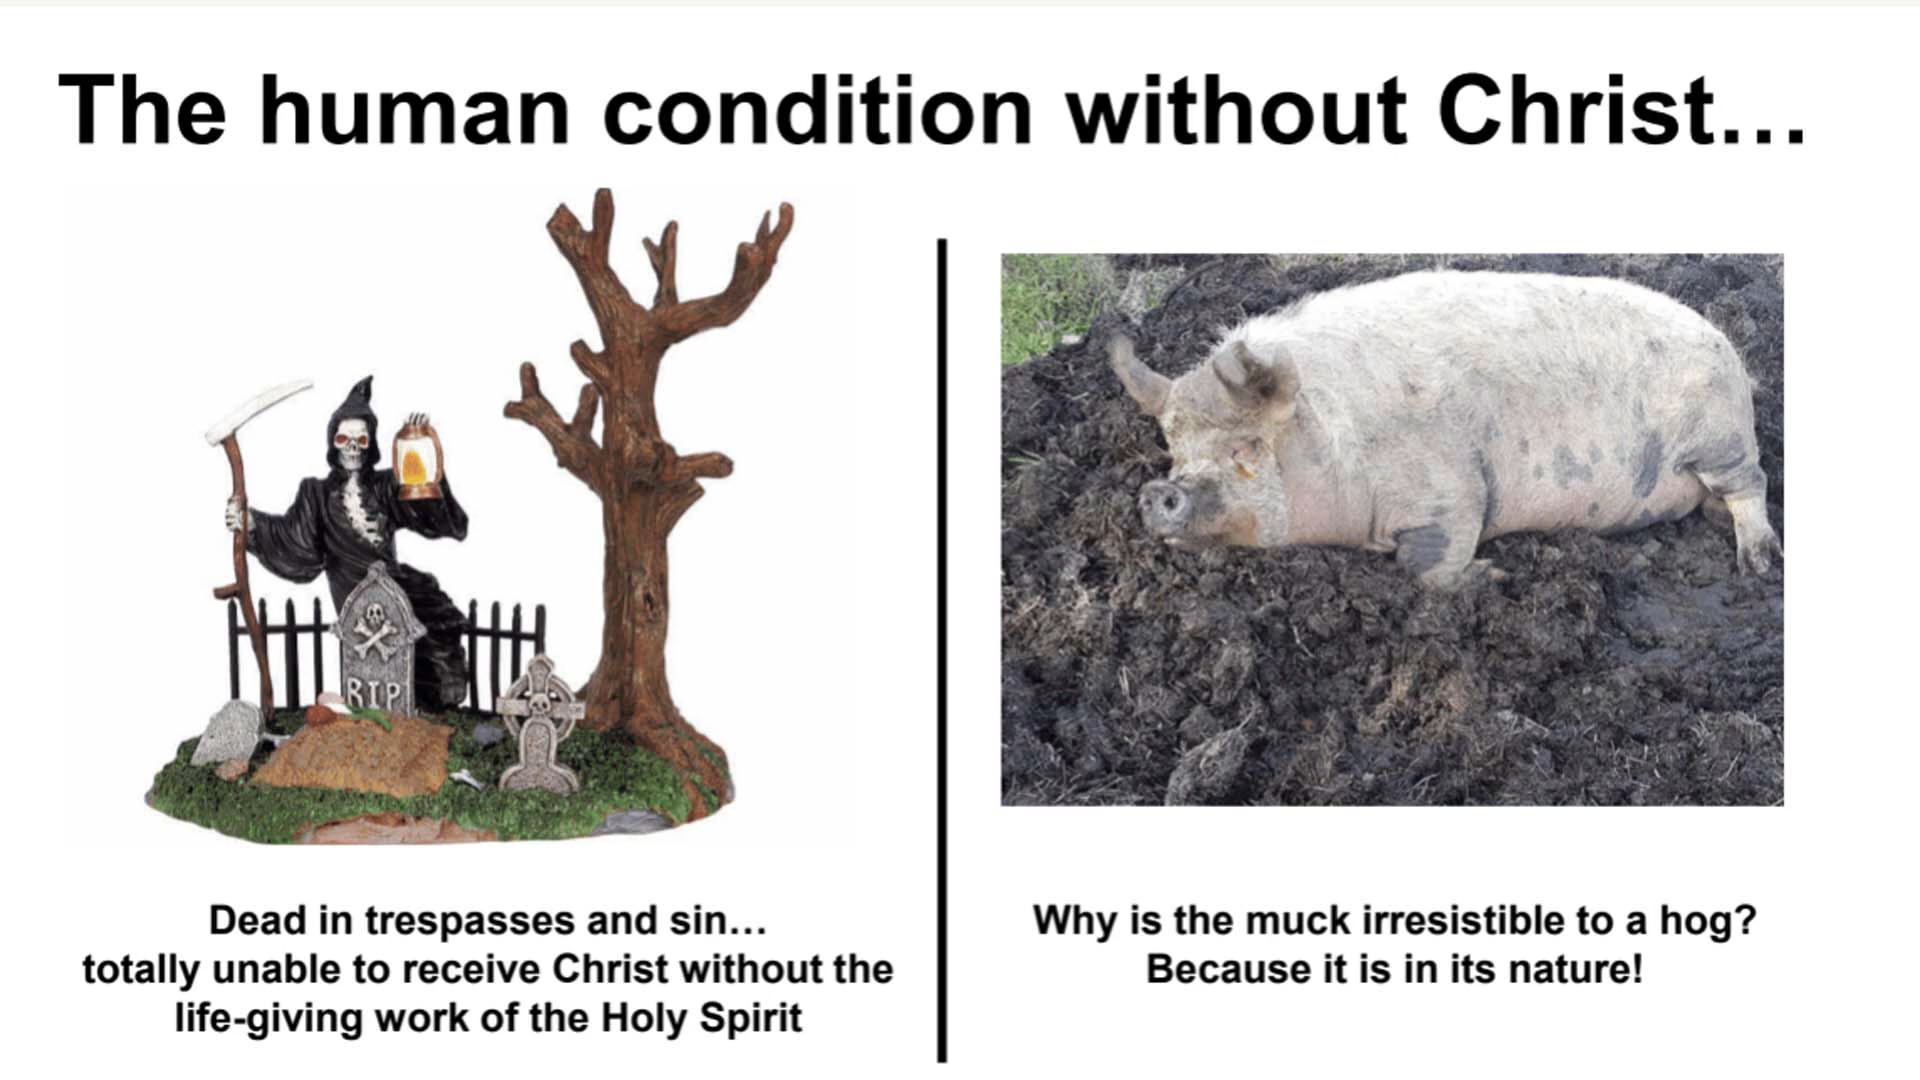 The human condition without Christ…
RIP
Dead in trespasses and sin…
totally unable to receive Christ without the
life-giving work of the Holy Spirit
Why is the muck irresistible to a hog?
Because it is in its nature!